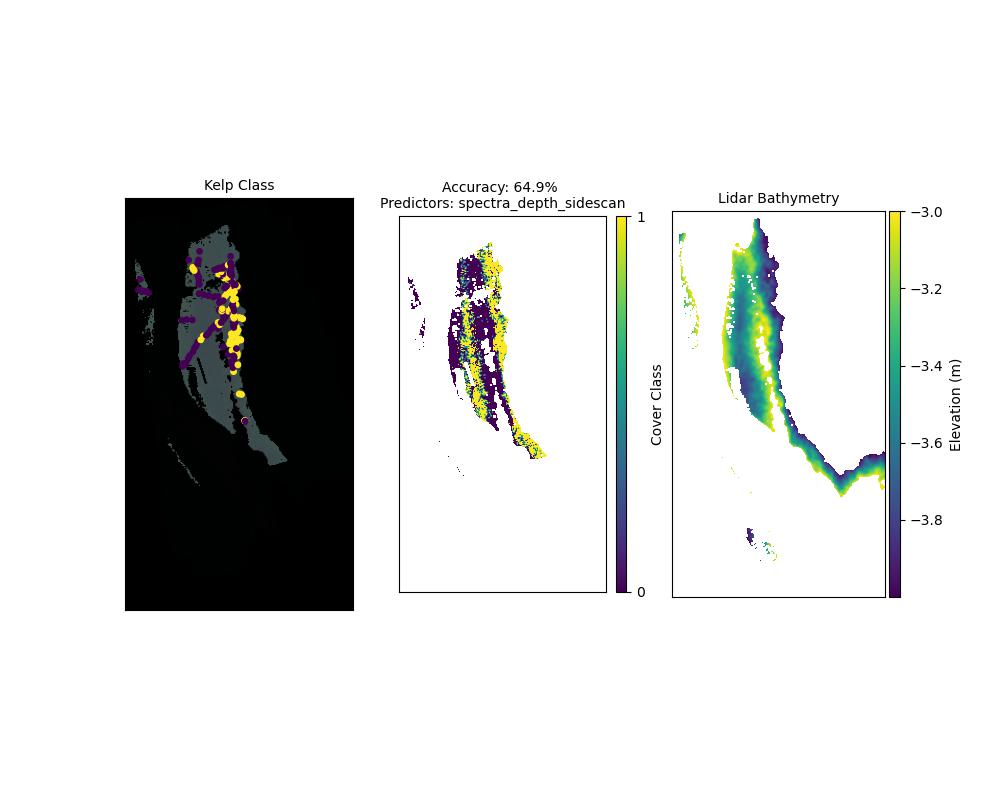 Kelp Class
Accuracy: 64.9%
Predictors: spectra_depth_sidescan
1
0
Cover Class
Lidar Bathymetry
−3.0
−3.2
−3.4
−3.6
−3.8
Elevation (m)